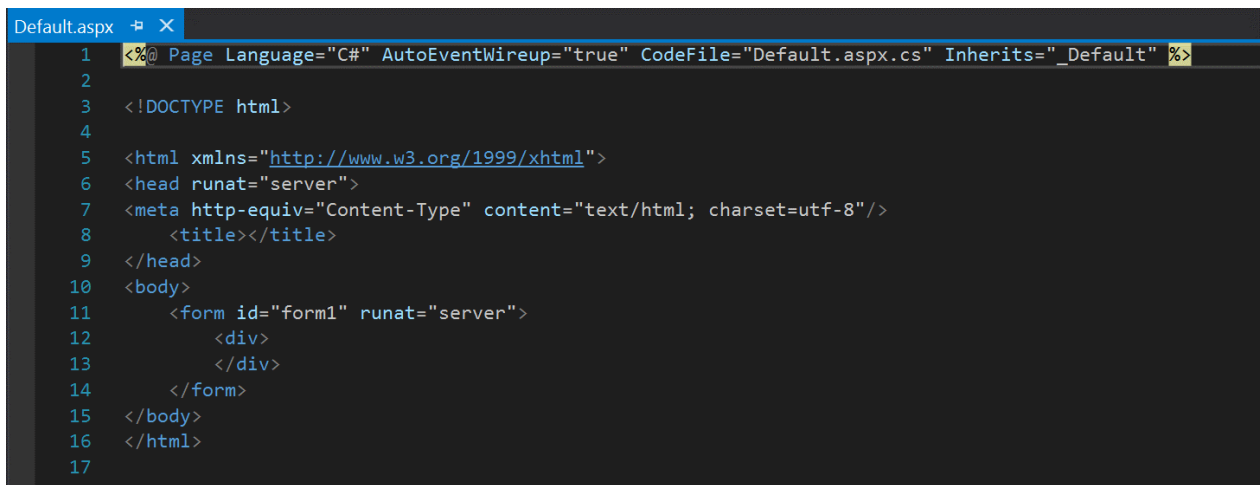 Default.aspx
1 <%@ Page Language="C#" AutoEventWireup="true" CodeFile="Default.aspx.cs" Inherits="_Default" %>
2
3 <!DOCTYPE html>
4
5 <html xmlns="http://www.w3.org/1999/xhtml">
6 <head runat="server">
7 <meta http-equiv="Content-Type" content="text/html; charset=utf-8"/>
8     <title></title>
9 </head>
10 <body>
11     <form id="form1" runat="server">
12         <div>
13         </div>
14     </form>
15 </body>
16 </html>
17